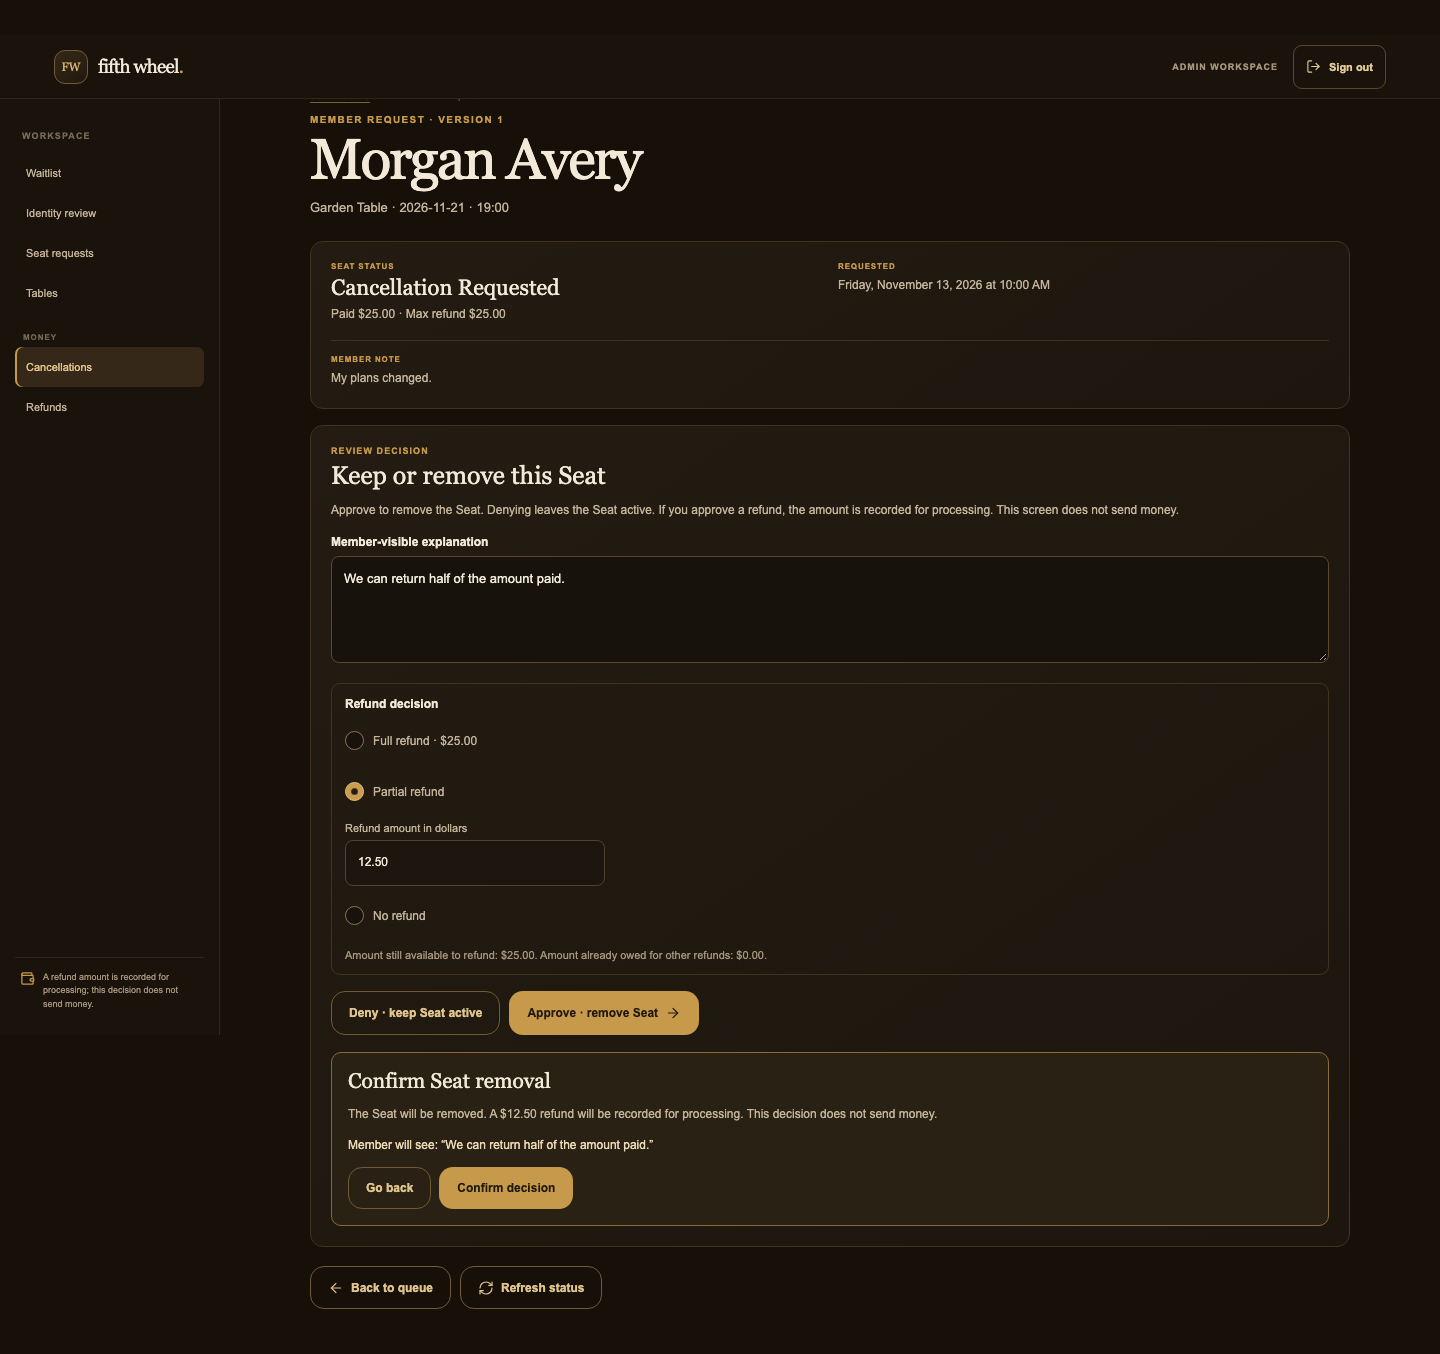 FW fifth wheel.
ADMIN WORKSPACE
Sign out
WORKSPACE
Waitlist
Identity review
Seat requests
Tables
MONEY
Cancellations
Refunds
A refund amount is recorded for
processing; this decision does not
send money.
MEMBER REQUEST · VERSION 1
Morgan Avery
Garden Table · 2026-11-21 · 19:00
SEAT STATUS
Cancellation Requested
Paid $25.00 · Max refund $25.00
REQUESTED
Friday, November 13, 2026 at 10:00 AM
MEMBER NOTE
My plans changed.
REVIEW DECISION
Keep or remove this Seat
Approve to remove the Seat. Denying leaves the Seat active. If you approve a refund, the amount is recorded for processing. This screen does not send money.
Member-visible explanation
We can return half of the amount paid.
Refund decision
Full refund · $25.00
Partial refund
Refund amount in dollars
12.50
No refund
Amount still available to refund: $25.00. Amount already owed for other refunds: $0.00.
Deny · keep Seat active
Approve · remove Seat
Confirm Seat removal
The Seat will be removed. A $12.50 refund will be recorded for processing. This decision does not send money.
Member will see: “We can return half of the amount paid.”
Go back
Confirm decision
Back to queue
Refresh status